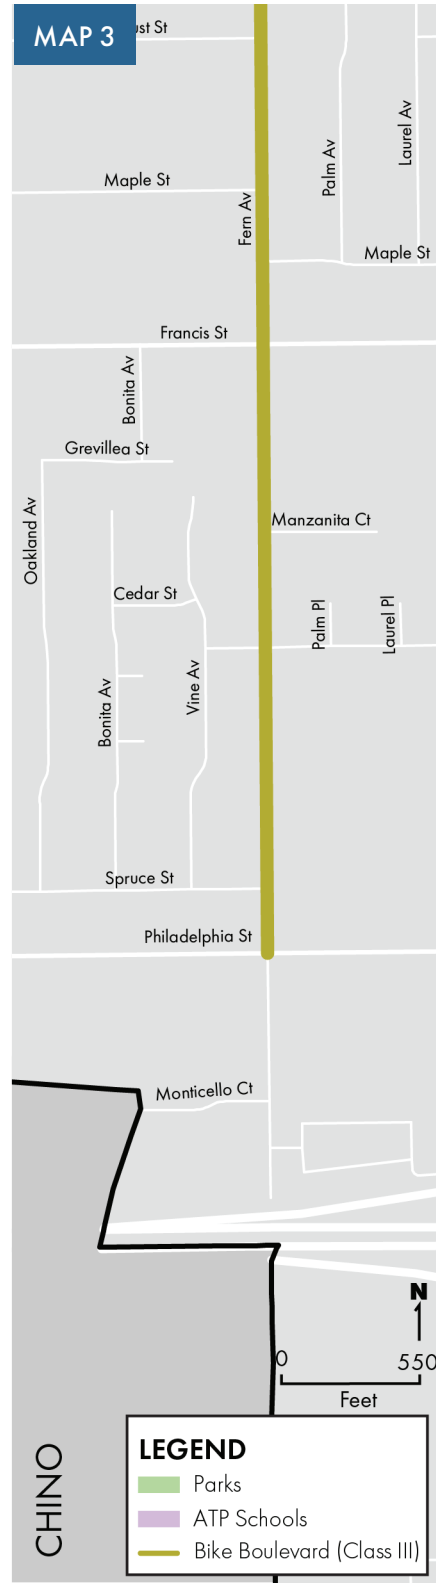 MAP 3
St
Maple St
Fern Av
Palm Av
Laurel Av
Maple St
Francis St
Bonita Av
Grevillea St
Oakland Av
Manzanita Ct
Cedar St
Palm Pl
Laurel Pl
Bonita Av
Vine Av
Spruce St
Philadelphia St
Monticello Ct
N
0 550
Feet
CHINO
LEGEND
Parks
ATP Schools
Bike Boulevard (Class III)